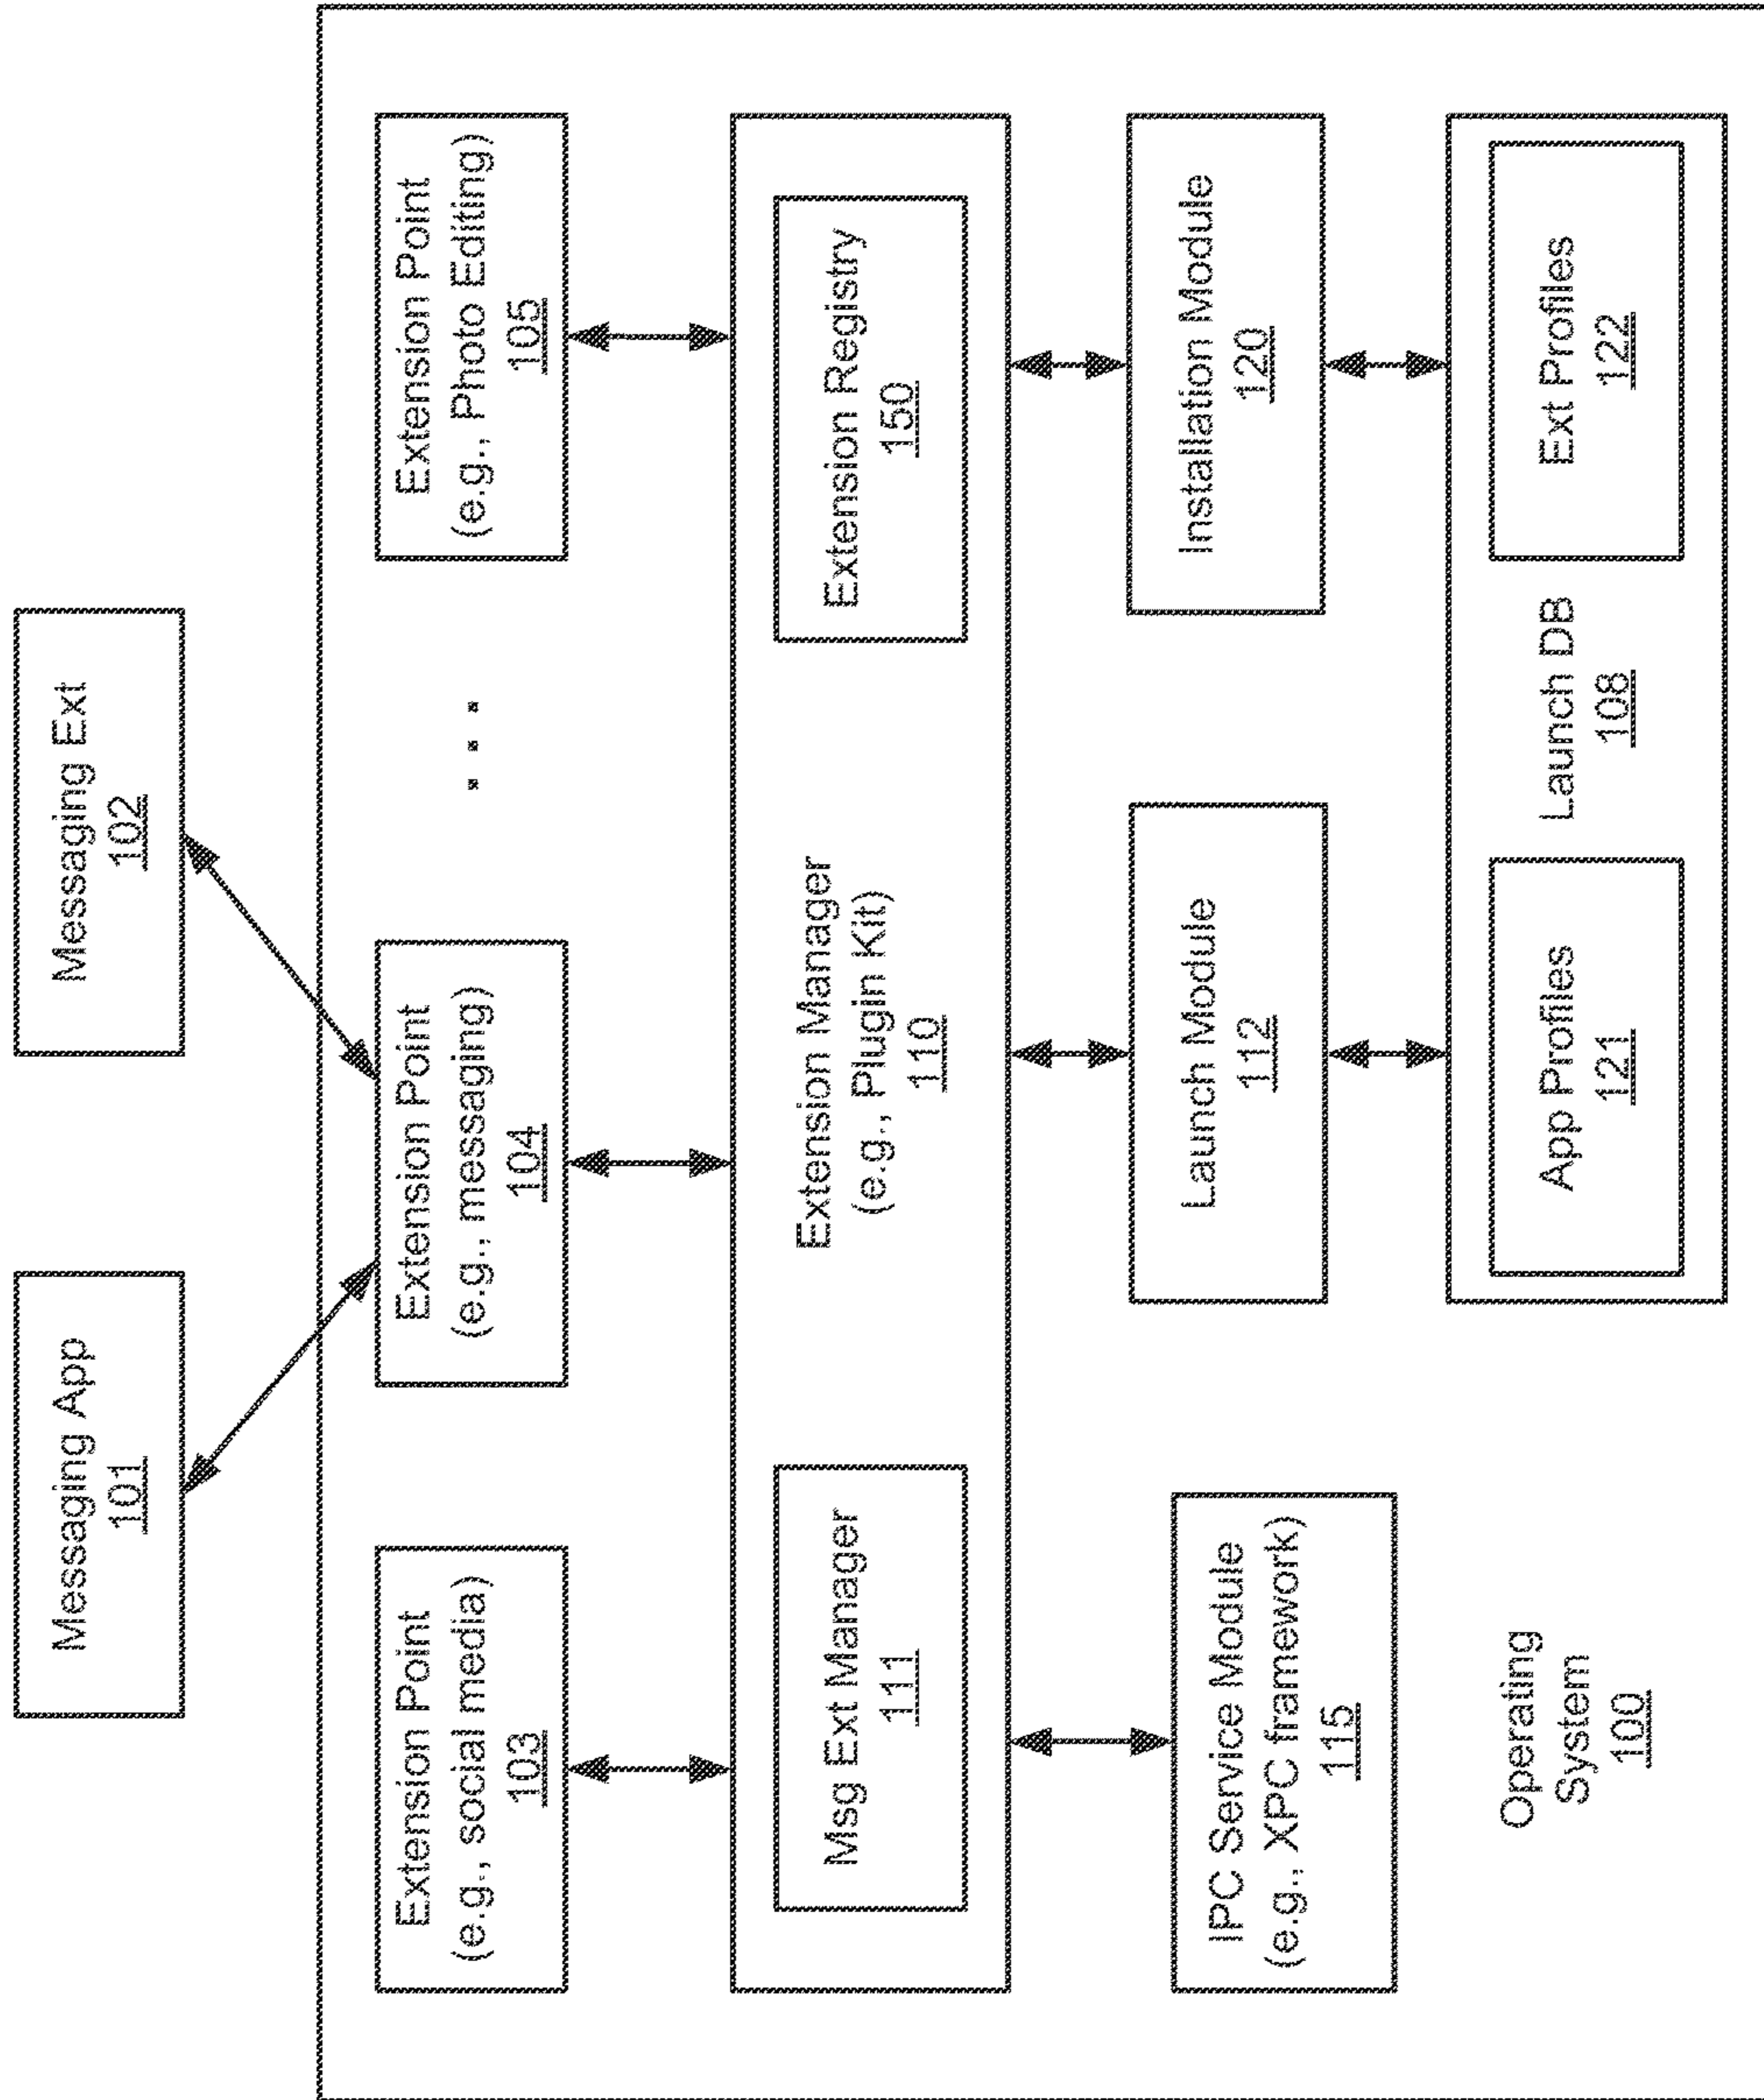 Messaging App
101
Messaging Ext
102
Extension Point
(e.g., social media)
103
Extension Point
(e.g., messaging)
104
. . .
Extension Point
(e.g., Photo Editing)
105
Msg Ext Manager
111
Extension Manager
(e.g., Plugin Kit)
110
Extension Registry
150
IPC Service Module
(e.g., XPC framework)
115
Launch Module
112
Installation Module
120
Operating
System
100
App Profiles
121
Launch DB
108
Ext Profiles
122